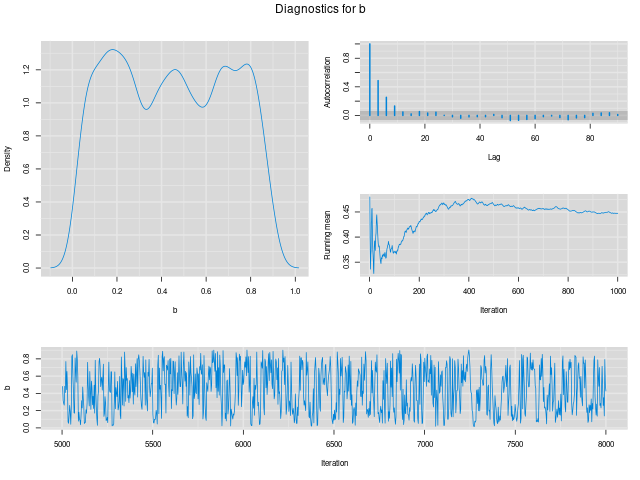 Diagnostics for b
Density
0.0 0.2 0.4 0.6 0.8 1.0 1.2
0.0 0.2 0.4 0.6 0.8 1.0
b
Autocorrelation
0.0 0.4 0.8
0 20 40 60 80
Lag
Running mean
0.35 0.40 0.45
0 200 400 600 800 1000
Iteration
b
0.0 0.2 0.4 0.6 0.8
5000 5500 6000 6500 7000 7500 8000
Iteration